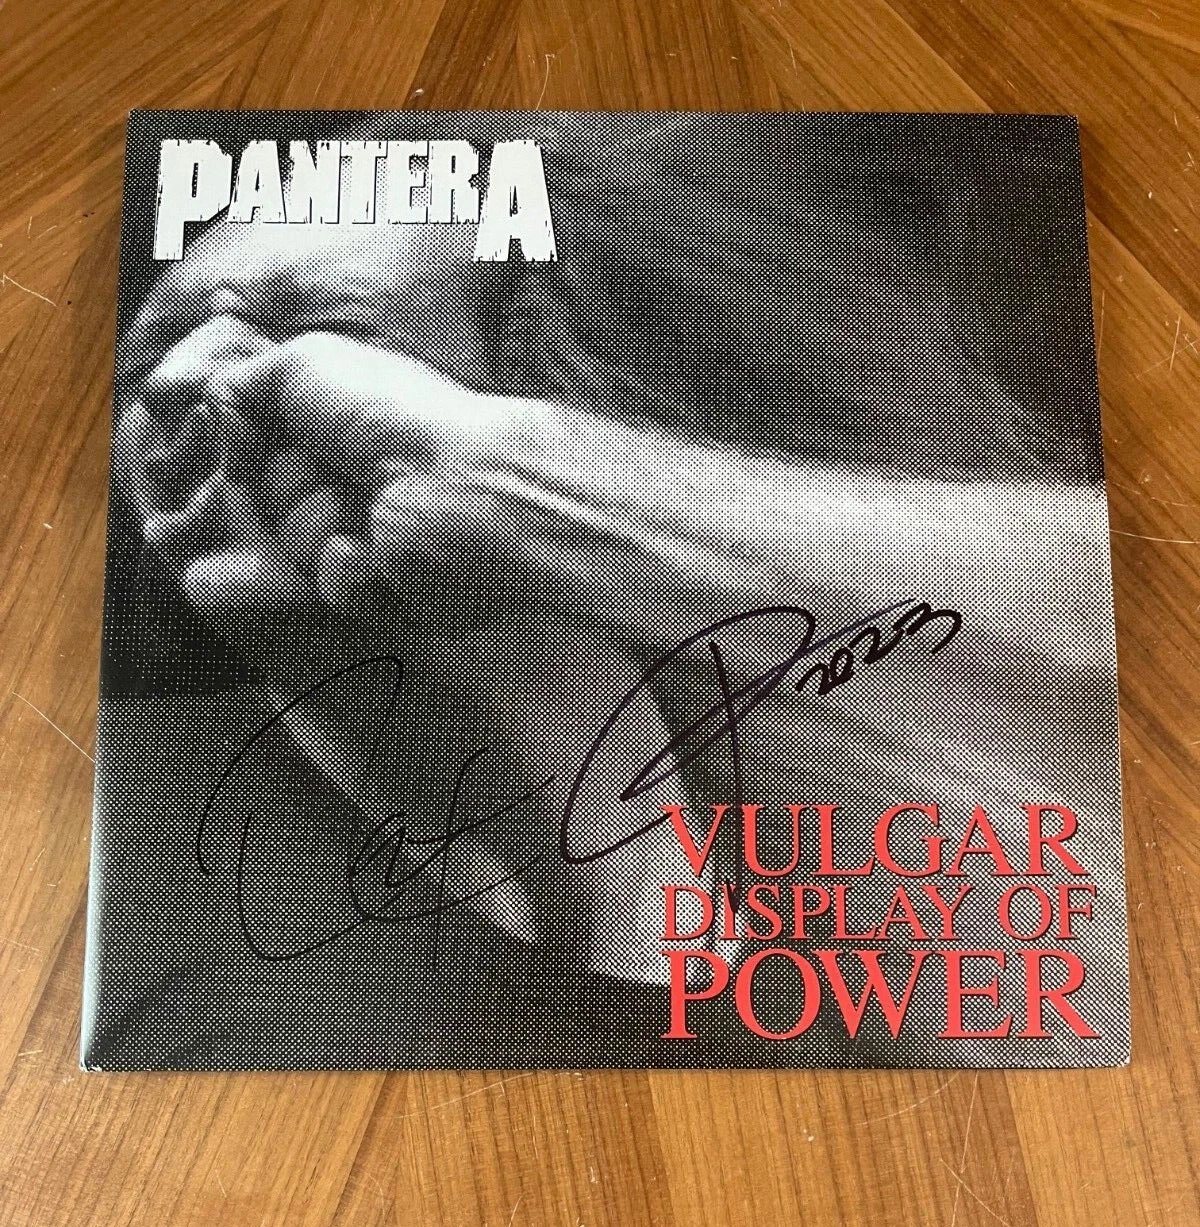 PANTERA
2023
VULGAR
DISPLAY OF
POWER